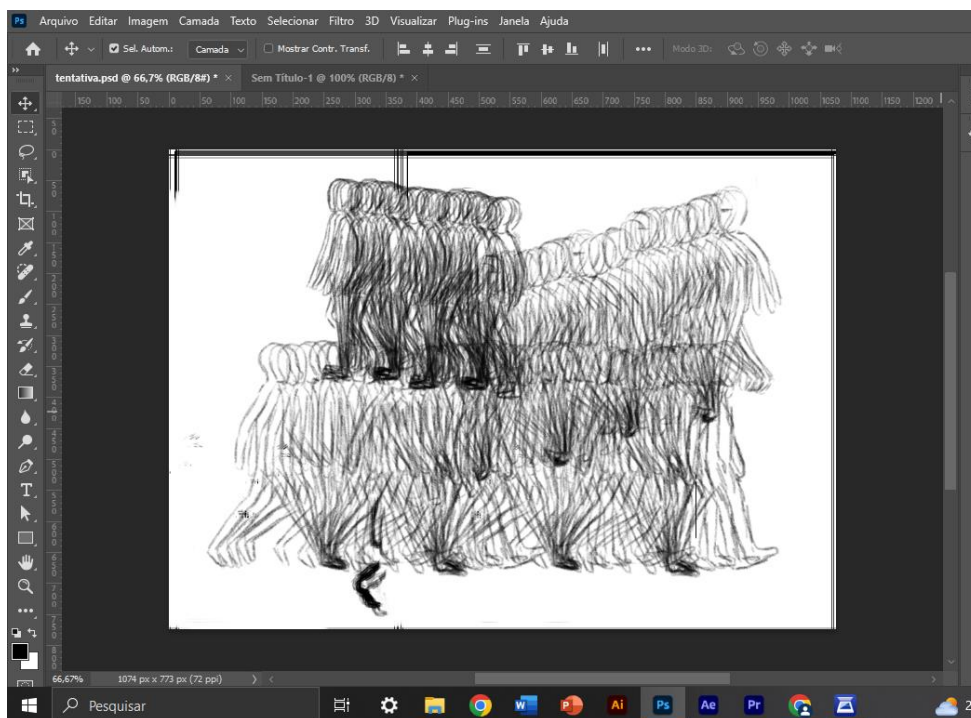 Ps Arquivo Editar Imagem Camada Texto Selecionar Filtro 3D Visualizar Plug-ins Janela Ajuda
Sel. Autom.: Camada Mostrar Contr. Transf. Modo 3D:
tentativa.psd @ 66,7% (RGB/8#) * × Sem Título-1 @ 100% (RGB/8) * ×
150 100 50 0 50 100 150 200 250 300 350 400 450 500 550 600 650 700 750 800 850 900 950 1000 1050 1100 1150 1200
66,67% 1074 px x 773 px (72 ppi)
Pesquisar W P Ai Ps Ae Pr